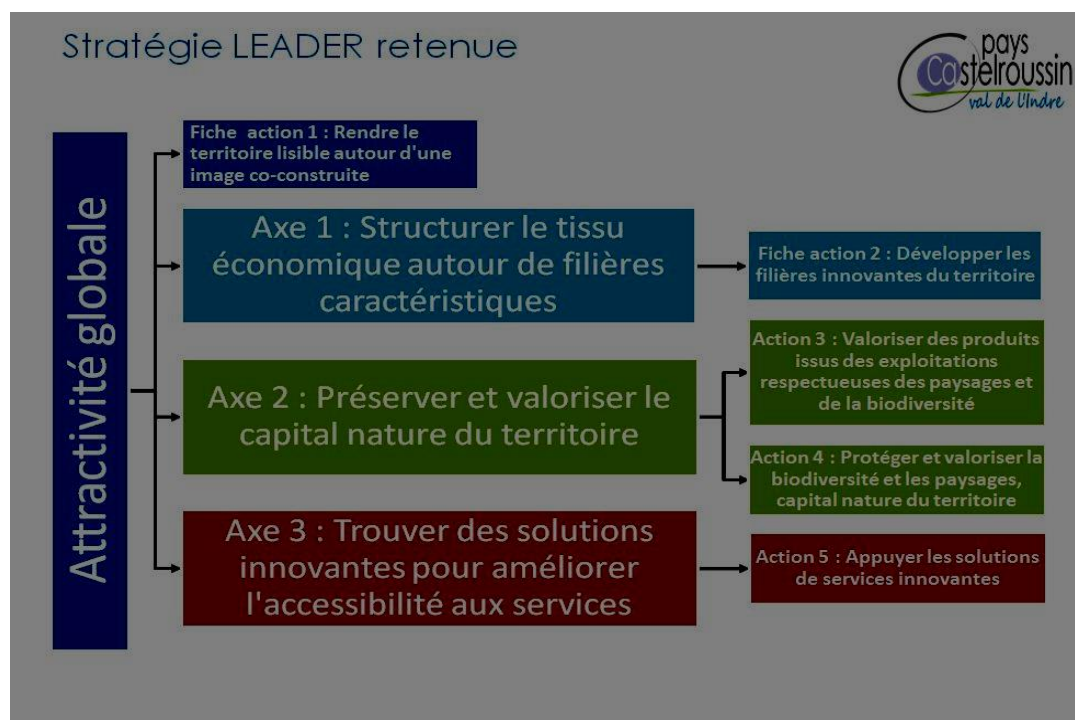 Stratégie LEADER retenue
pays
Castelroussin
val de l'Indre
Attractivité globale
Fiche action 1 : Rendre le
territoire lisible autour d'une
image co-construite
Axe 1 : Structurer le tissu
économique autour de filières
caractéristiques
Fiche action 2 : Développer les
filières innovantes du territoire
Axe 2 : Préserver et valoriser le
capital nature du territoire
Action 3 : Valoriser des produits
issus des exploitations
respectueuses des paysages et
de la biodiversité
Action 4 : Protéger et valoriser la
biodiversité et les paysages,
capital nature du territoire
Axe 3 : Trouver des solutions
innovantes pour améliorer
l'accessibilité aux services
Action 5 : Appuyer les solutions
de services innovantes